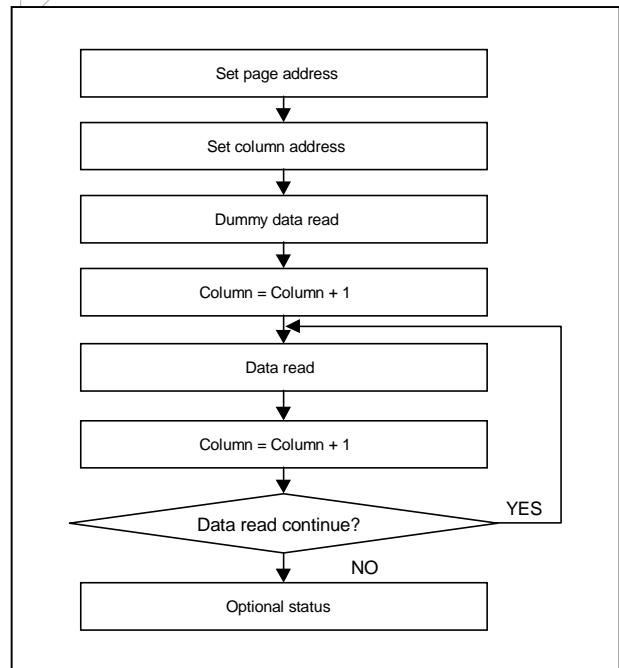 Set page address
Set column address
Dummy data read
Column = Column + 1
Data read
Column = Column + 1
Data read continue?
YES
NO
Optional status